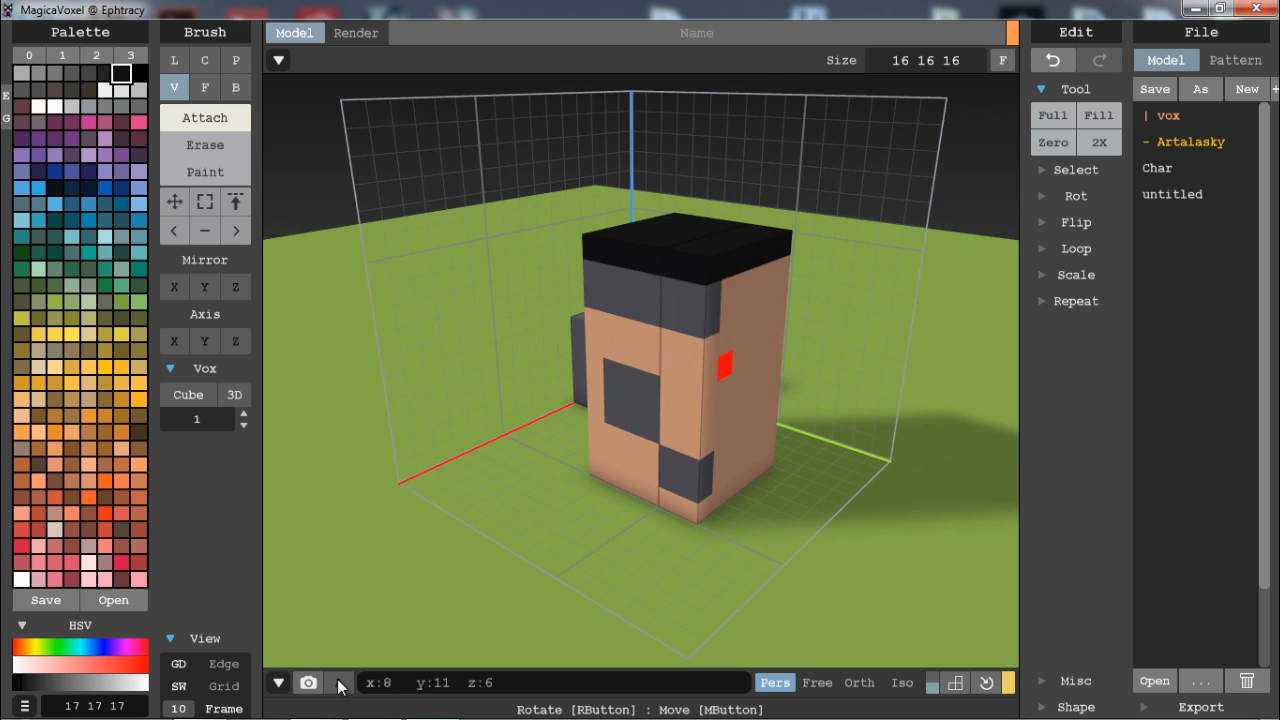 MagicaVoxel @ Ephtracy
Palette
0 1 2 3
E
G
Save Open
HSV
17 17 17
Brush
L C P
V F B
Attach
Erase
Paint
Mirror
X Y Z
Axis
X Y Z
Vox
Cube 3D
1
View
GD Edge
SW Grid
10 Frame
Model Render Name
Size 16 16 16 F
x:8 y:11 z:6
Pers Free Orth Iso
Rotate [RButton] : Move [MButton]
Edit
Tool
Full Fill
Zero 2X
Select
Rot
Flip
Loop
Scale
Repeat
Misc
Shape
File
Model Pattern
Save As New +
| vox
- Artalasky
Char
untitled
Open ...
Export